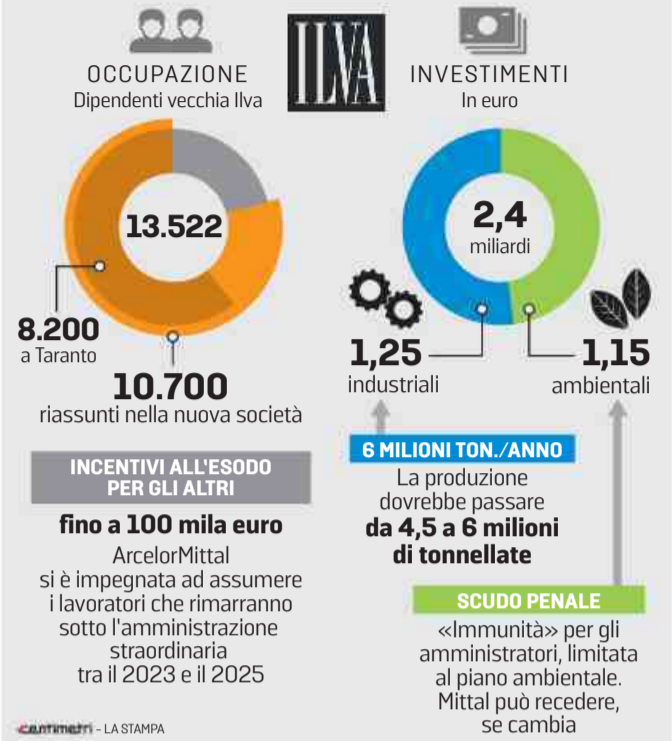 ILVA
OCCUPAZIONE
Dipendenti vecchia Ilva
13.522
8.200
a Taranto
10.700
riassunti nella nuova società
INCENTIVI ALL'ESODO
PER GLI ALTRI
fino a 100 mila euro
ArcelorMittal
si è impegnata ad assumere
i lavoratori che rimarranno
sotto l'amministrazione
straordinaria
tra il 2023 e il 2025
INVESTIMENTI
In euro
2,4
miliardi
1,25
industriali
1,15
ambientali
6 MILIONI TON./ANNO
La produzione
dovrebbe passare
da 4,5 a 6 milioni
di tonnellate
SCUDO PENALE
«Immunità» per gli
amministratori, limitata
al piano ambientale.
Mittal può recedere,
se cambia
centimetri - LA STAMPA